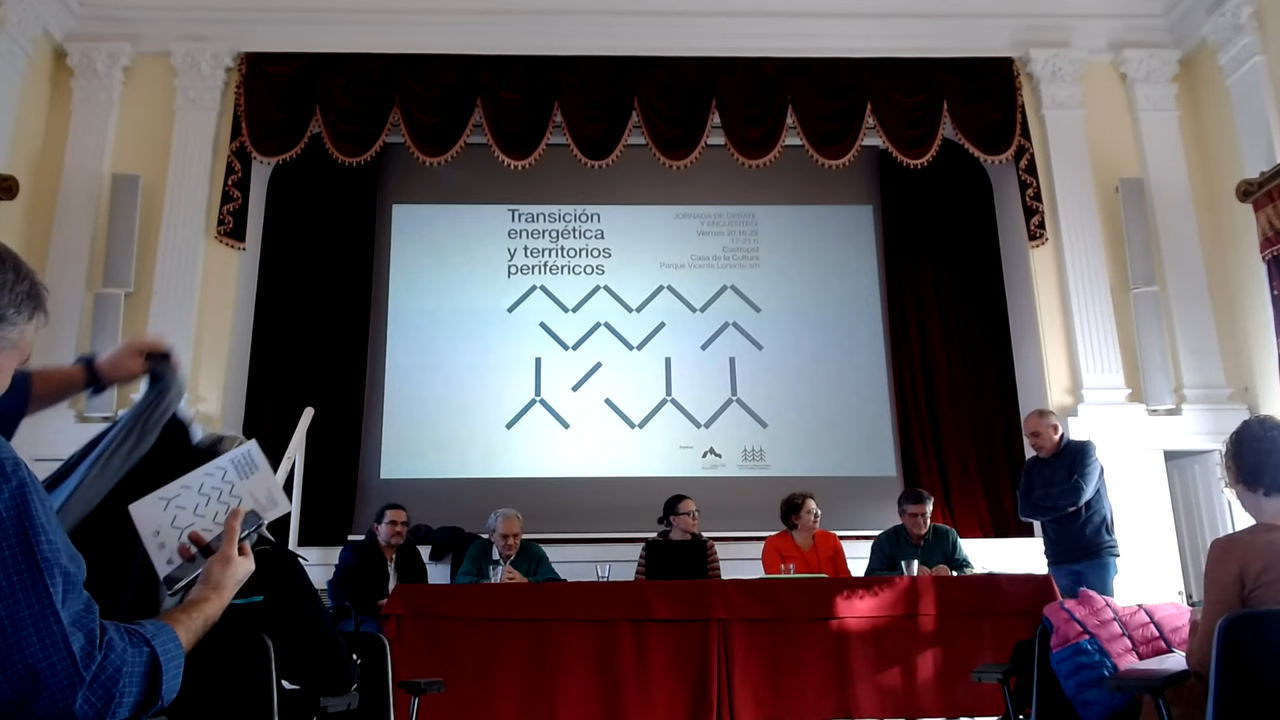 Transición
energética
y territorios
periféricos
JORNADA DE DEBATE
Y ENCUENTRO
Viernes 20.10.23
17-21 h
Castropol
Casa de la Cultura
Parque Vicente Loriente, s/n